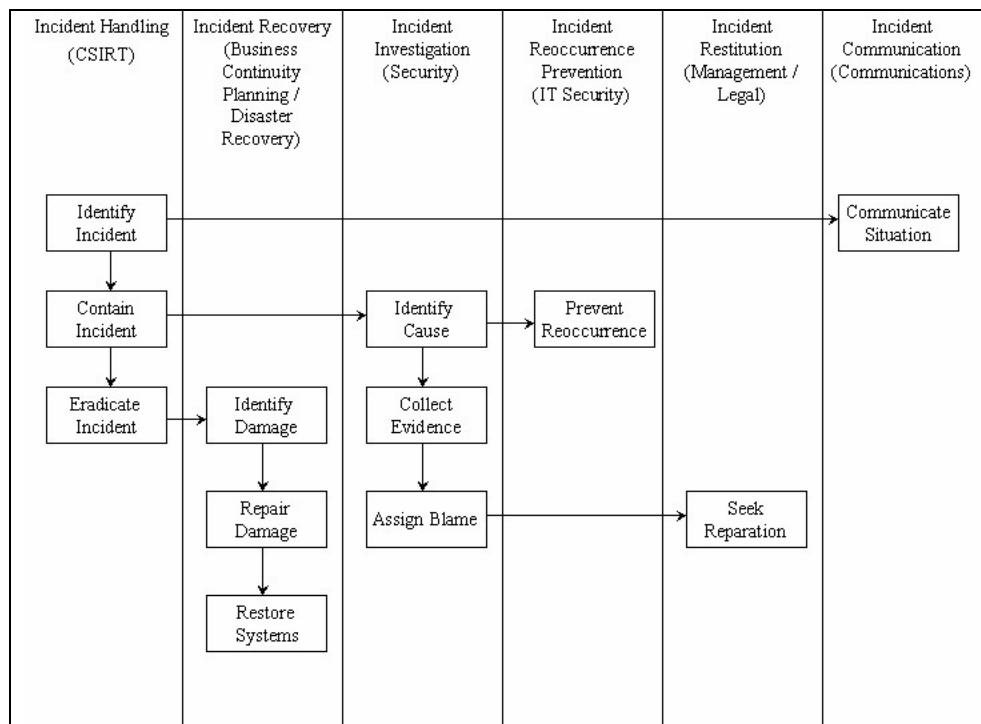 Incident Handling
(CSIRT)
Incident Recovery
(Business
Continuity
Planning /
Disaster
Recovery)
Incident
Investigation
(Security)
Incident
Reoccurrence
Prevention
(IT Security)
Incident
Restitution
(Management /
Legal)
Incident
Communication
(Communications)
Identify
Incident
Communicate
Situation
Contain
Incident
Identify
Cause
Prevent
Reoccurrence
Eradicate
Incident
Identify
Damage
Collect
Evidence
Repair
Damage
Assign Blame
Seek
Reparation
Restore
Systems